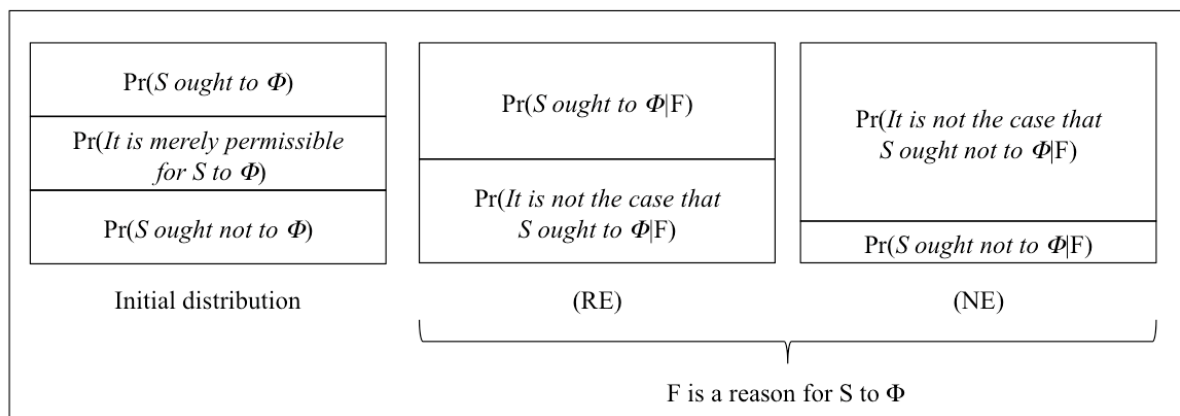 Pr(S ought to Φ)
Pr(It is merely permissible
for S to Φ)
Pr(S ought not to Φ)
Initial distribution
Pr(S ought to Φ|F)
Pr(It is not the case that
S ought to Φ|F)
(RE)
Pr(It is not the case that
S ought not to Φ|F)
Pr(S ought not to Φ|F)
(NE)
F is a reason for S to Φ